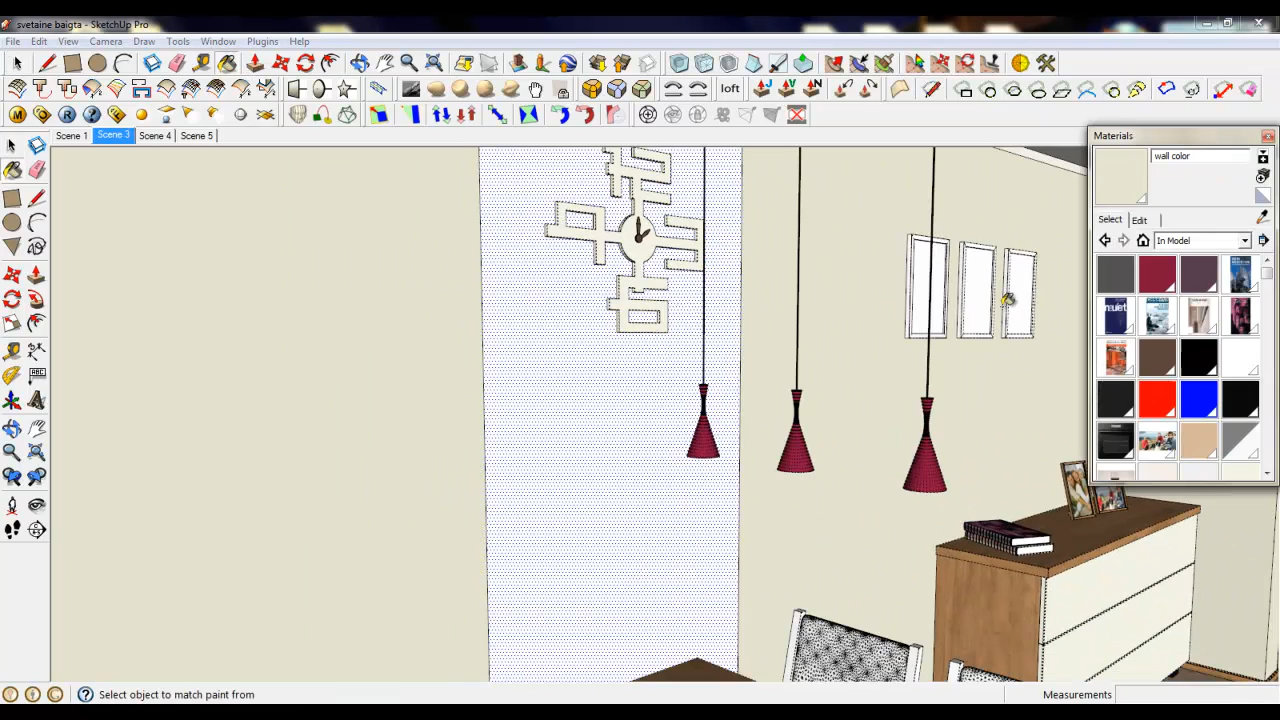 svetaine baigta - SketchUp Pro
File Edit View Camera Draw Tools Window Plugins Help
loft
Scene 1 Scene 3 Scene 4 Scene 5
Materials
wall color
Select Edit
In Model
ABC
Select object to match paint from
Measurements